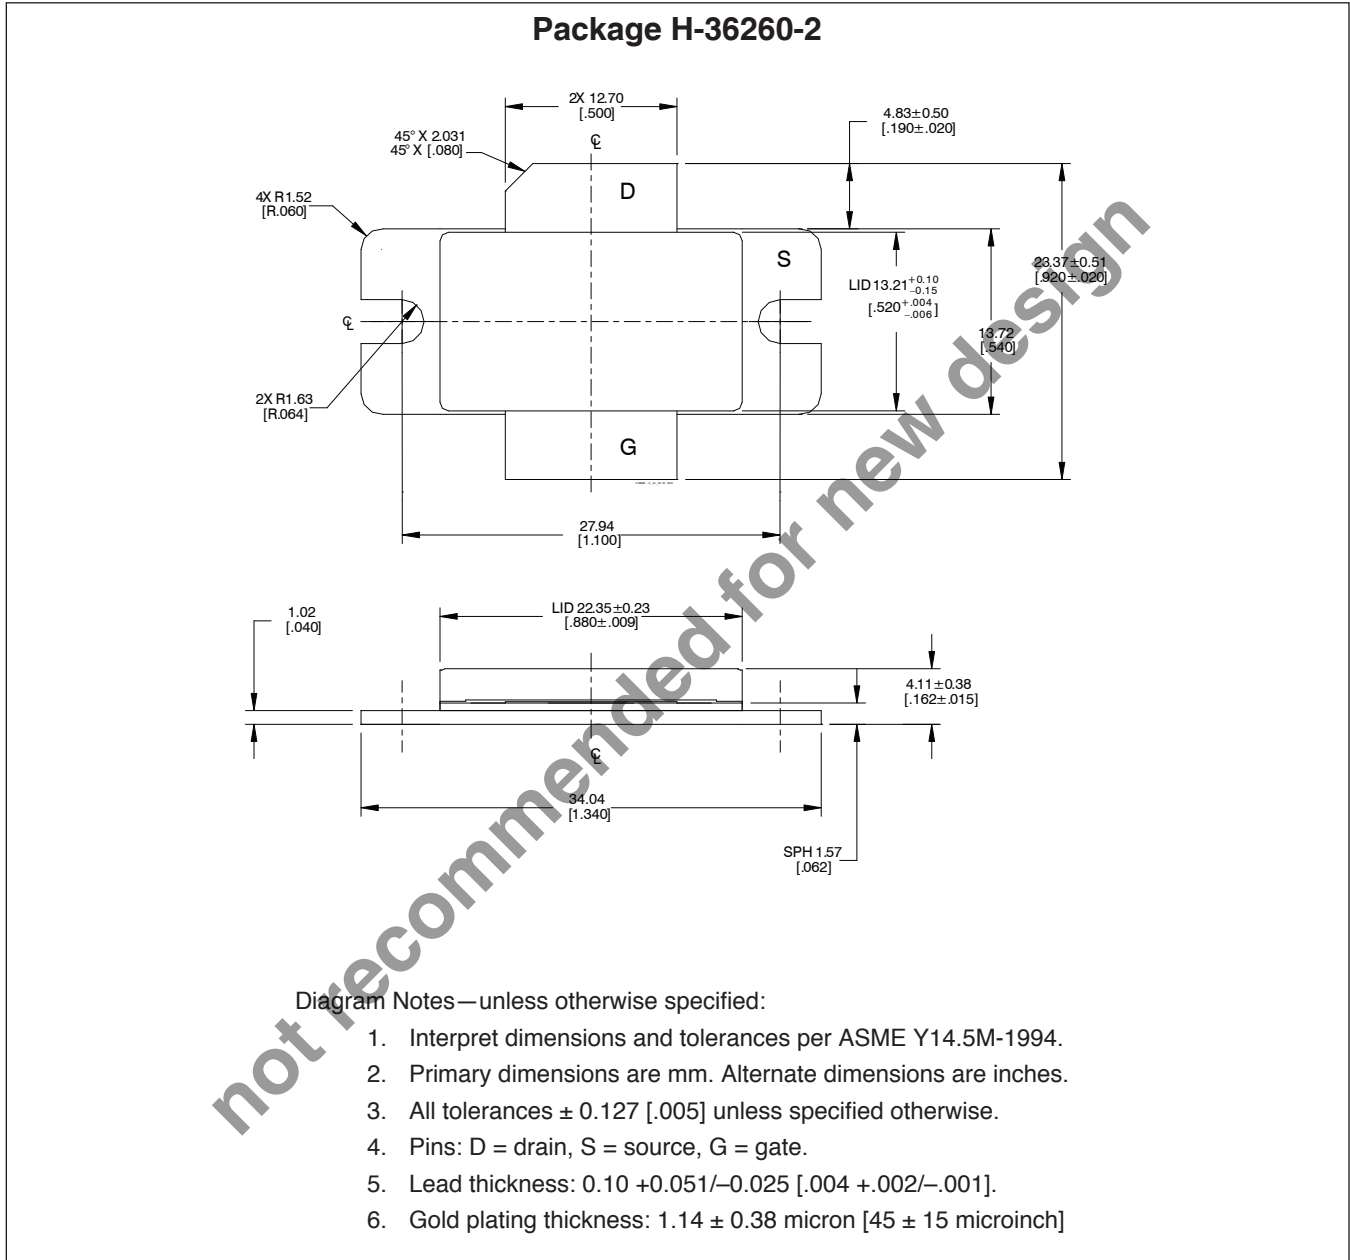 Package H-36260-2
2X 12.70
[.500]
4.83±0.50
[.190±.020]
45° X 2.031
45° X [.080]
℄
D
4X R1.52
[R.060]
S
LID 13.21 +0.10 –0.15
[.520 +.004 –.006]
23.37±0.51
[.920±.020]
℄
13.72
[.540]
2X R1.63
[R.064]
G
27.94
[1.100]
1.02
[.040]
LID 22.35±0.23
[.880±.009]
4.11±0.38
[.162±.015]
℄
34.04
[1.340]
SPH 1.57
[.062]
not recommended for new design
Diagram Notes—unless otherwise specified:
1. Interpret dimensions and tolerances per ASME Y14.5M-1994.
2. Primary dimensions are mm. Alternate dimensions are inches.
3. All tolerances ± 0.127 [.005] unless specified otherwise.
4. Pins: D = drain, S = source, G = gate.
5. Lead thickness: 0.10 +0.051/–0.025 [.004 +.002/–.001].
6. Gold plating thickness: 1.14 ± 0.38 micron [45 ± 15 microinch]